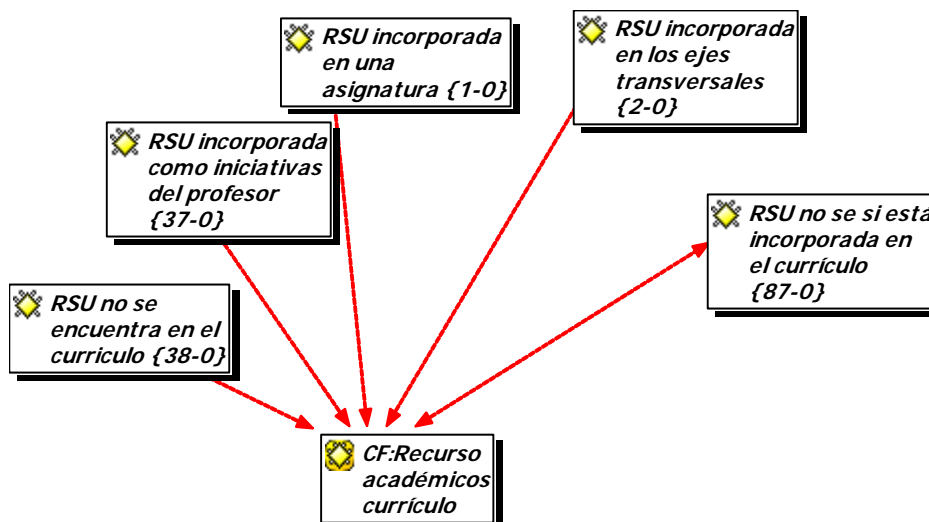 RSU incorporada
en una
asignatura {1-0}
RSU incorporada
en los ejes
transversales
{2-0}
RSU incorporada
como iniciativas
del profesor
{37-0}
RSU no se si está
incorporada en
el currículo
{87-0}
RSU no se
encuentra en el
curriculo {38-0}
CF:Recurso
académicos
currículo